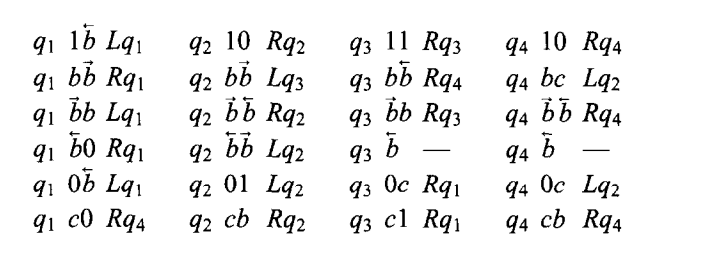 q₁ 1b⃖ Lq₁ q₂ 10 Rq₂ q₃ 11 Rq₃ q₄ 10 Rq₄
q₁ bb⃗ Rq₁ q₂ bb⃗ Lq₃ q₃ bb⃖ Rq₄ q₄ bc Lq₂
q₁ b⃗b Lq₁ q₂ b⃗b⃖ Rq₂ q₃ b⃗b Rq₃ q₄ b⃗b⃖ Rq₄
q₁ b⃖0 Rq₁ q₂ b⃖b⃗ Lq₂ q₃ b⃖ — q₄ b⃖ —
q₁ 0b⃖ Lq₁ q₂ 01 Lq₂ q₃ 0c Rq₁ q₄ 0c Lq₂
q₁ c0 Rq₄ q₂ cb Rq₂ q₃ c1 Rq₁ q₄ cb Rq₄